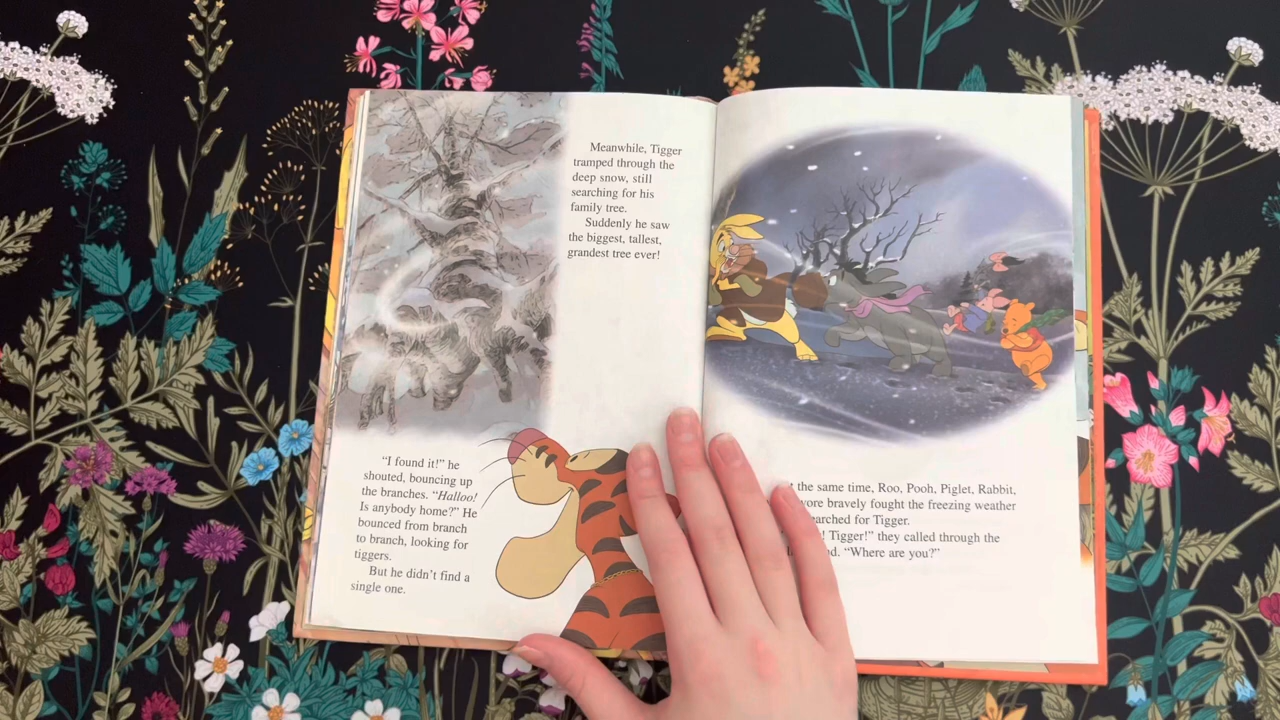 Meanwhile, Tigger
tramped through the
deep snow, still
searching for his
family tree.
Suddenly he saw
the biggest, tallest,
grandest tree ever!
“I found it!” he
shouted, bouncing up
the branches. “Halloo!
Is anybody home?” He
bounced from branch
to branch, looking for
tiggers.
But he didn’t find a
single one.
the same time, Roo, Pooh, Piglet, Rabbit,
bravely fought the freezing weather
for Tigger.
Tigger!” they called through the
“Where are you?”